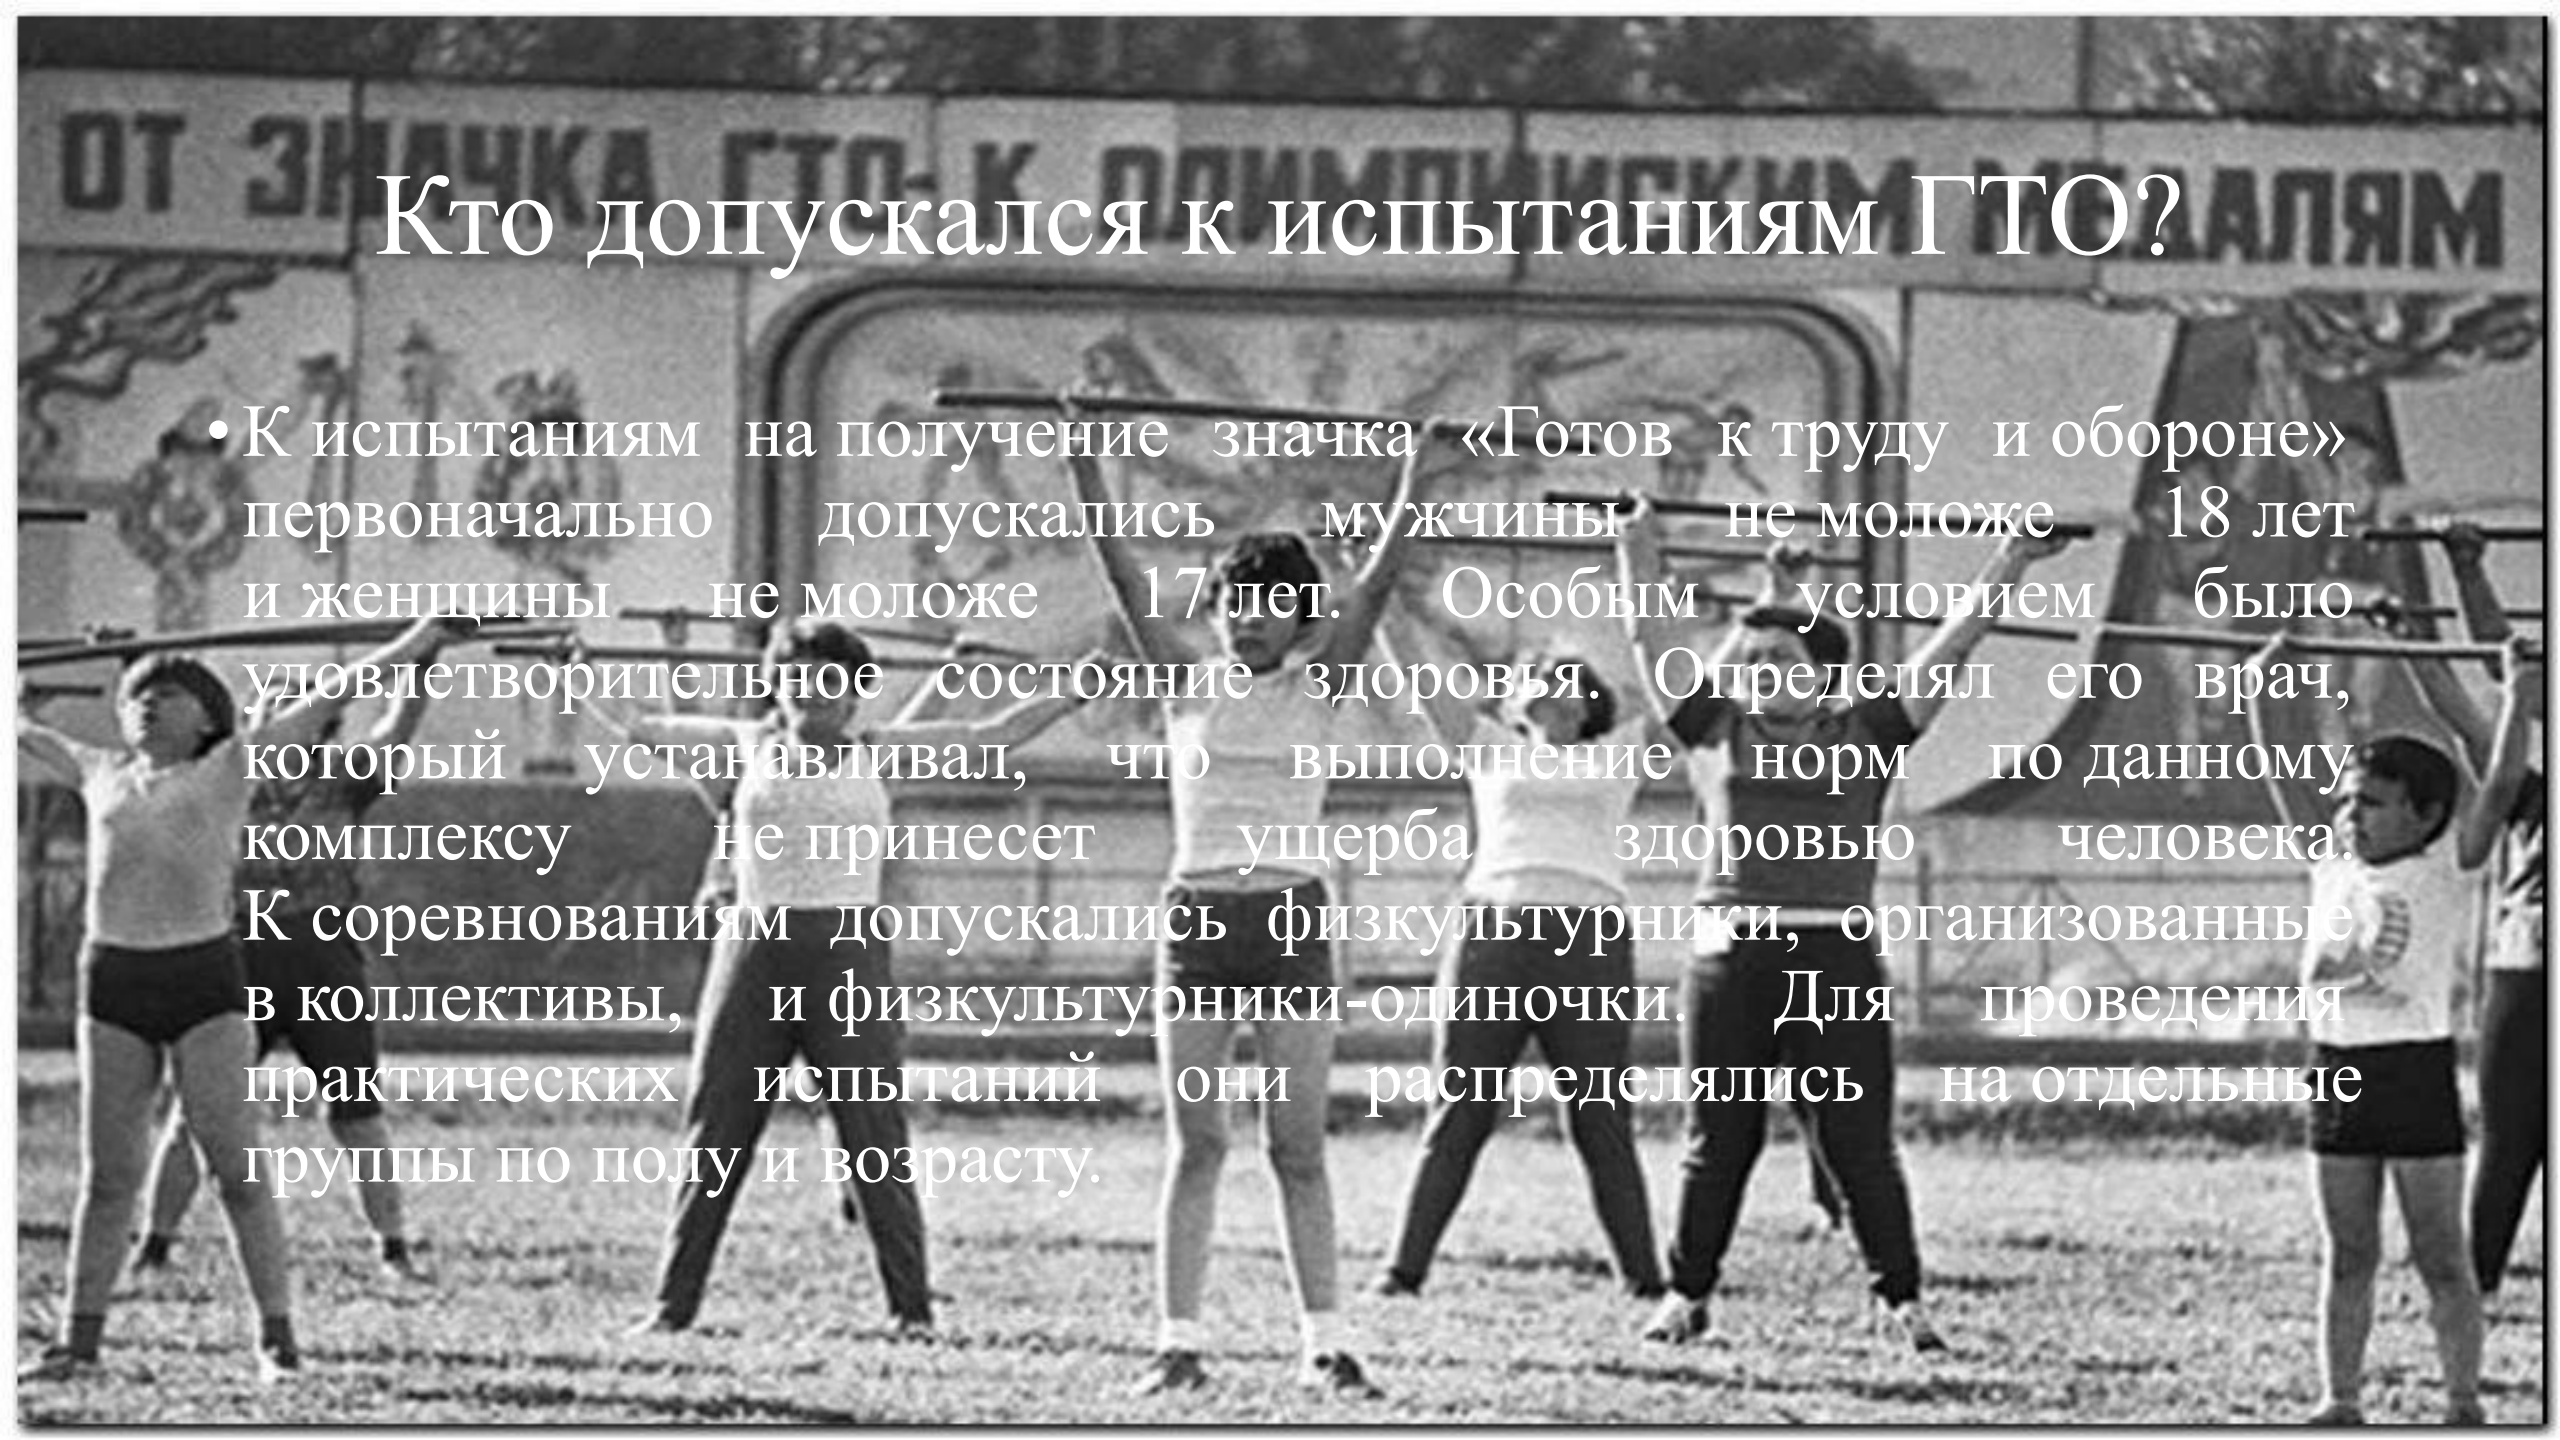 ОТ ЗНАЧКА ГТО - К ОЛИМПИЙСКИМ МЕДАЛЯМ
Кто допускался к испытаниям ГТО?
• К испытаниям на получение значка «Готов к труду и обороне»
первоначально допускались мужчины не моложе 18 лет
и женщины не моложе 17 лет. Особым условием было
удовлетворительное состояние здоровья. Определял его врач,
который устанавливал, что выполнение норм по данному
комплексу не принесет ущерба здоровью человека.
К соревнованиям допускались физкультурники, организованные
в коллективы, и физкультурники-одиночки. Для проведения
практических испытаний они распределялись на отдельные
группы по полу и возрасту.